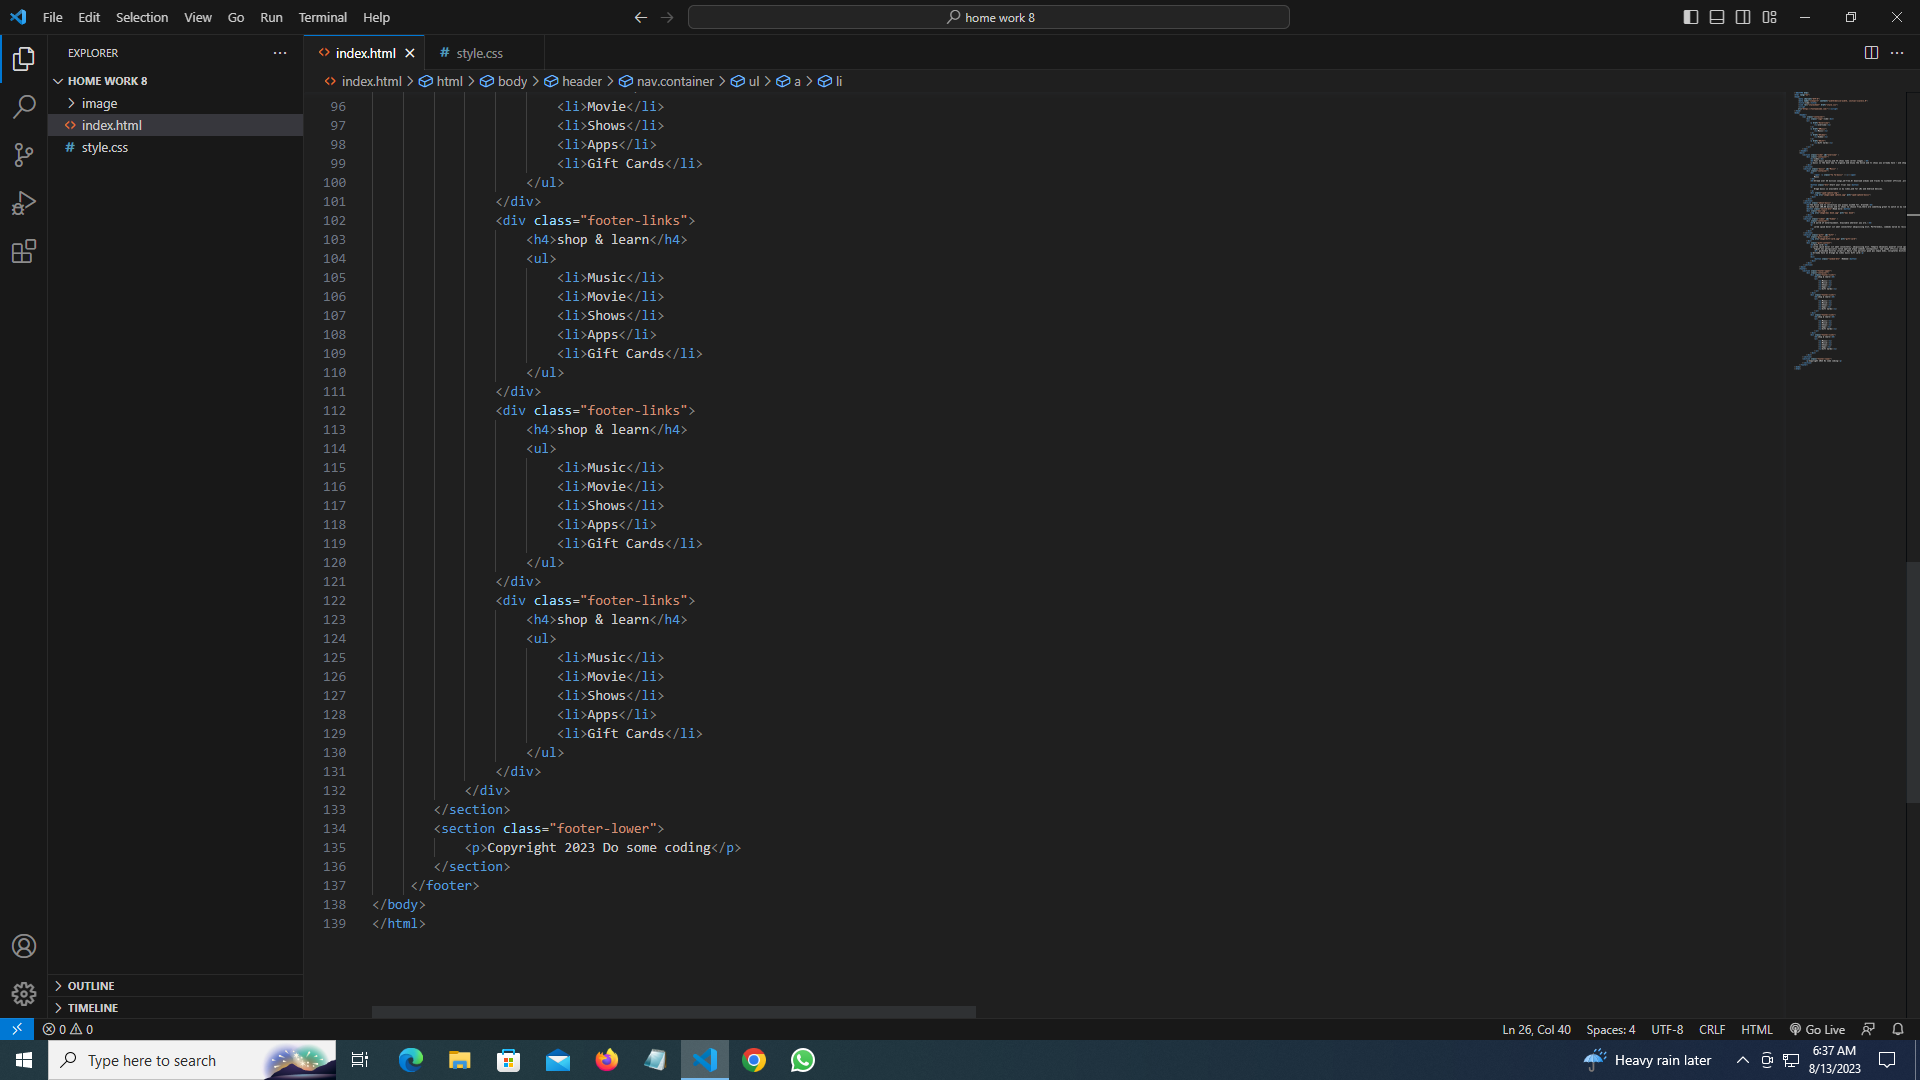 File Edit Selection View Go Run Terminal Help
home work 8
EXPLORER
HOME WORK 8
image
index.html
style.css
OUTLINE
TIMELINE
index.html
style.css
index.html > html > body > header > nav.container > ul > a > li
96 <li>Movie</li>
97 <li>Shows</li>
98 <li>Apps</li>
99 <li>Gift Cards</li>
100 </ul>
101 </div>
102 <div class="footer-links">
103 <h4>shop & learn</h4>
104 <ul>
105 <li>Music</li>
106 <li>Movie</li>
107 <li>Shows</li>
108 <li>Apps</li>
109 <li>Gift Cards</li>
110 </ul>
111 </div>
112 <div class="footer-links">
113 <h4>shop & learn</h4>
114 <ul>
115 <li>Music</li>
116 <li>Movie</li>
117 <li>Shows</li>
118 <li>Apps</li>
119 <li>Gift Cards</li>
120 </ul>
121 </div>
122 <div class="footer-links">
123 <h4>shop & learn</h4>
124 <ul>
125 <li>Music</li>
126 <li>Movie</li>
127 <li>Shows</li>
128 <li>Apps</li>
129 <li>Gift Cards</li>
130 </ul>
131 </div>
132 </div>
133 </section>
134 <section class="footer-lower">
135 <p>Copyright 2023 Do some coding</p>
136 </section>
137 </footer>
138 </body>
139 </html>
0 0
Ln 26, Col 40 Spaces: 4 UTF-8 CRLF HTML Go Live
Type here to search
Heavy rain later
6:37 AM
8/13/2023